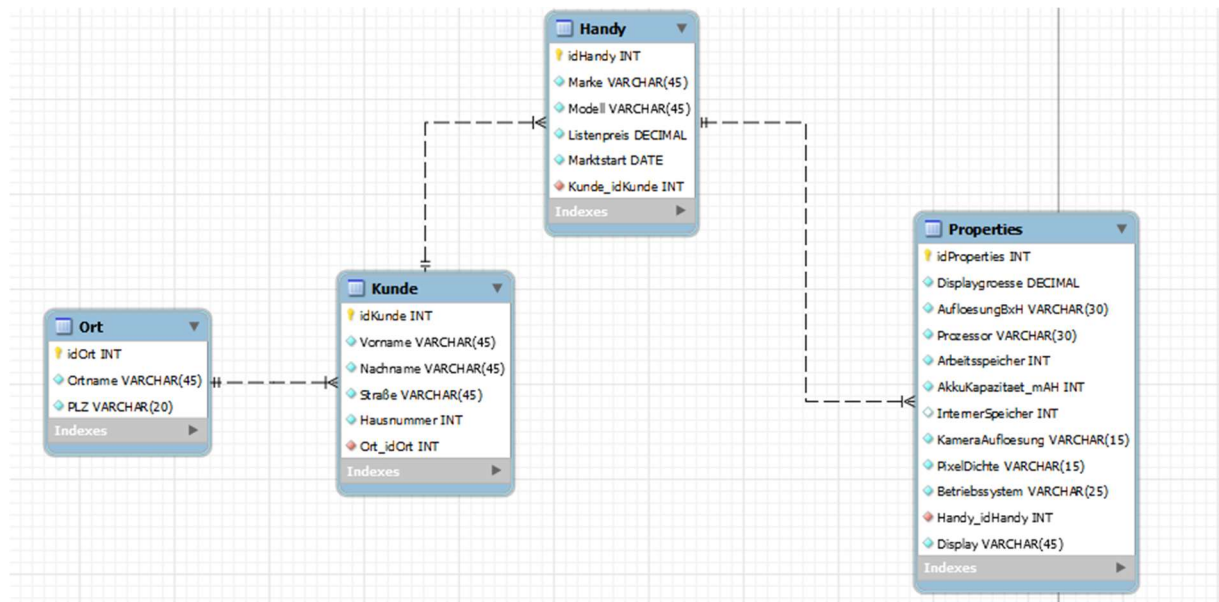 Handy
idHandy INT
Marke VARCHAR(45)
Modell VARCHAR(45)
Listenpreis DECIMAL
Marktstart DATE
Kunde_idKunde INT
Indexes
Ort
idOrt INT
Ortname VARCHAR(45)
PLZ VARCHAR(20)
Indexes
Kunde
idKunde INT
Vorname VARCHAR(45)
Nachname VARCHAR(45)
Straße VARCHAR(45)
Hausnummer INT
Ort_idOrt INT
Indexes
Properties
idProperties INT
Displaygroesse DECIMAL
AufloesungBxH VARCHAR(30)
Prozessor VARCHAR(30)
Arbeitsspeicher INT
AkkuKapazitaet_mAH INT
InternerSpeicher INT
KameraAufloesung VARCHAR(15)
PixelDichte VARCHAR(15)
Betriebssystem VARCHAR(25)
Handy_idHandy INT
Display VARCHAR(45)
Indexes